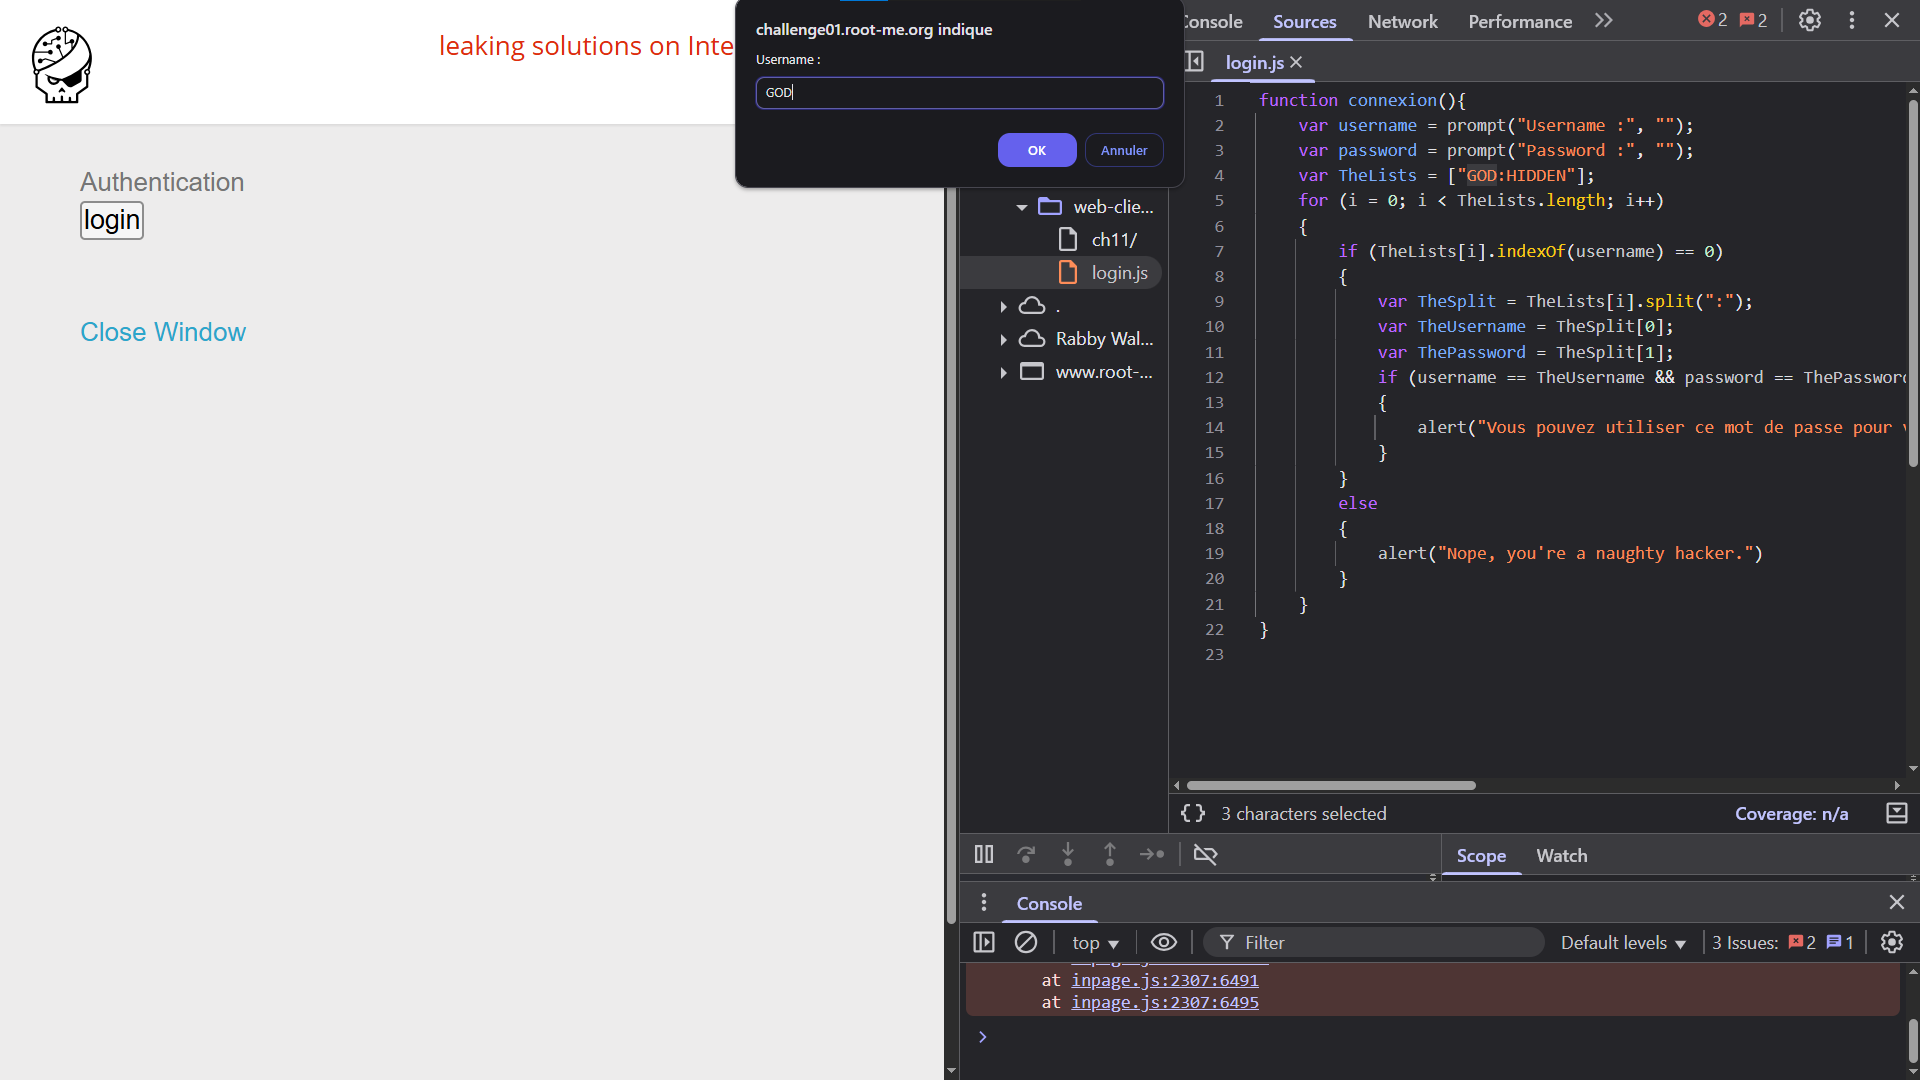 leaking solutions on Inte
Authentication
login
Close Window
challenge01.root-me.org indique
Username :
GOD
OK
Annuler
Console
Sources
Network
Performance
2
2
login.js
web-clie...
ch11/
login.js
.
Rabby Wal...
www.root-...
1 function connexion(){
2 var username = prompt("Username :", "");
3 var password = prompt("Password :", "");
4 var TheLists = ["GOD:HIDDEN"];
5 for (i = 0; i < TheLists.length; i++)
6 {
7 if (TheLists[i].indexOf(username) == 0)
8 {
9 var TheSplit = TheLists[i].split(":");
10 var TheUsername = TheSplit[0];
11 var ThePassword = TheSplit[1];
12 if (username == TheUsername && password == ThePassword
13 {
14 alert("Vous pouvez utiliser ce mot de passe pour v
15 }
16 }
17 else
18 {
19 alert("Nope, you're a naughty hacker.")
20 }
21 }
22 }
23
{} 3 characters selected
Coverage: n/a
Scope
Watch
Console
top
Filter
Default levels
3 Issues: 2 1
at inpage.js:2307:6491
at inpage.js:2307:6495